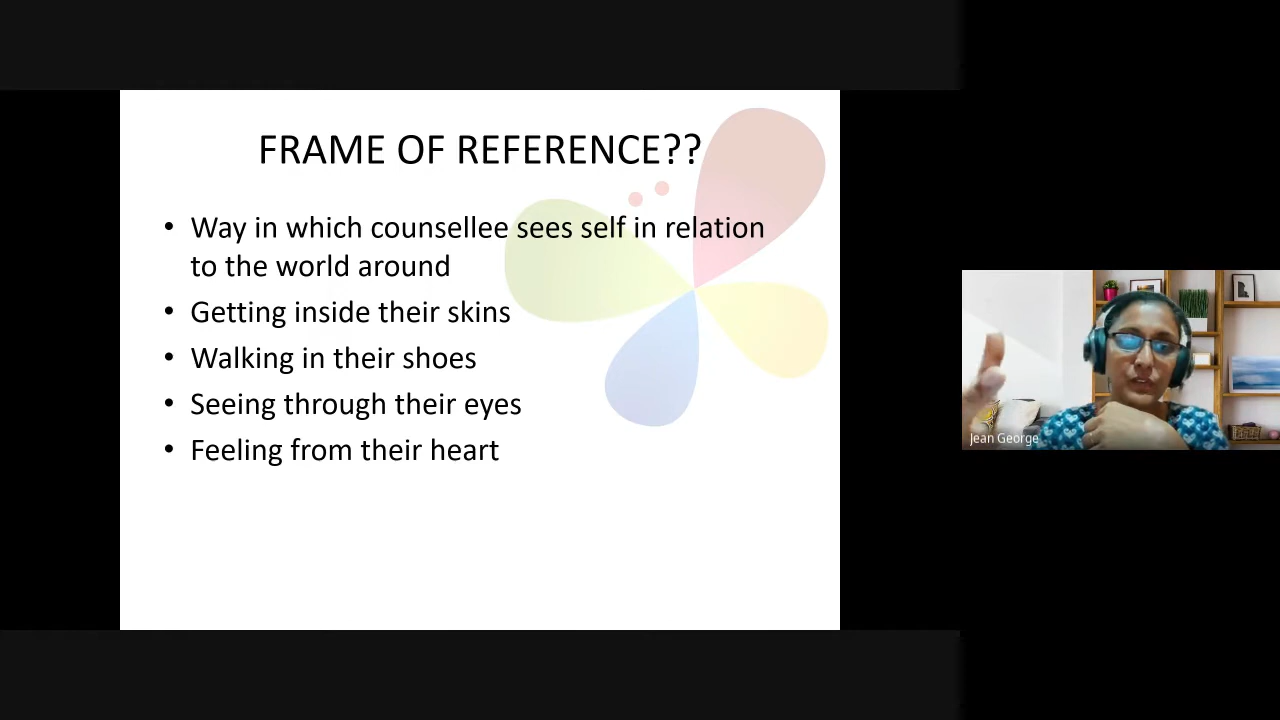 FRAME OF REFERENCE??
• Way in which counsellee sees self in relation
to the world around
• Getting inside their skins
• Walking in their shoes
• Seeing through their eyes
• Feeling from their heart
Jean George